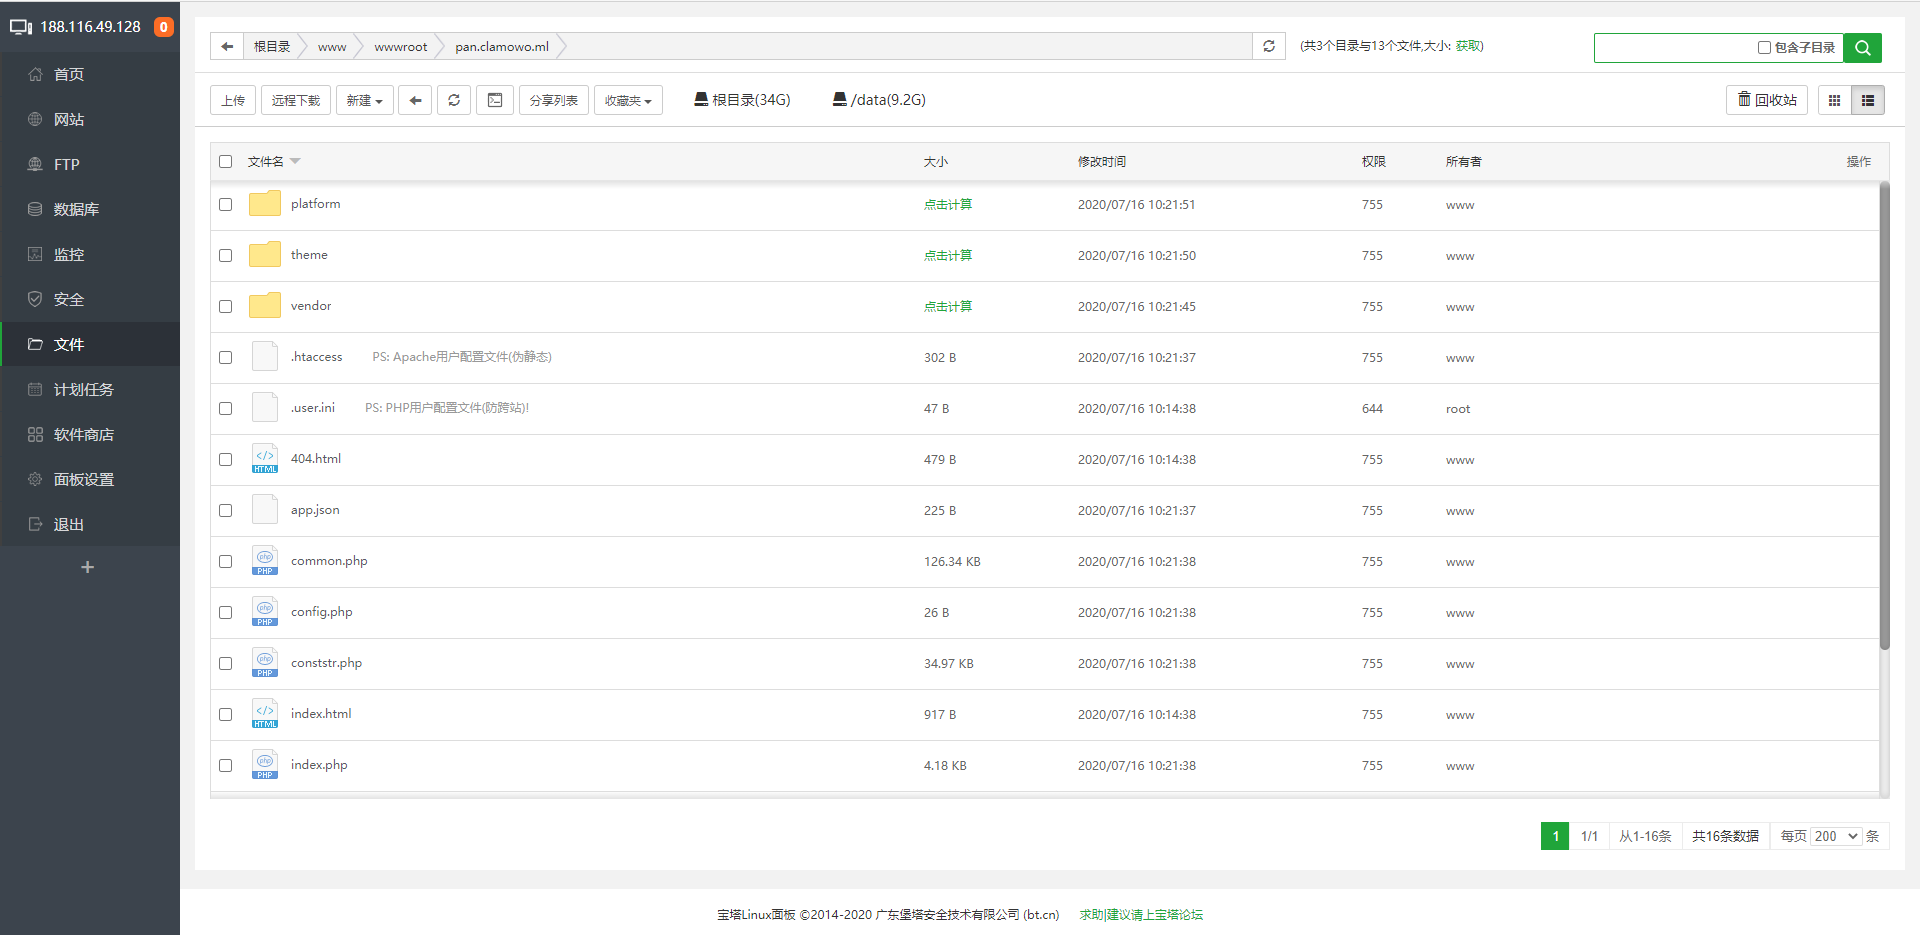 188.116.49.128 0
首页
网站
FTP
数据库
监控
安全
文件
计划任务
软件商店
面板设置
退出
+
根目录 www wwwroot pan.clamowo.ml (共3个目录与13个文件,大小: 获取) 包含子目录
上传 远程下载 新建 分享列表 收藏夹 根目录(34G) /data(9.2G) 回收站
文件名 大小 修改时间 权限 所有者 操作
platform 点击计算 2020/07/16 10:21:51 755 www
theme 点击计算 2020/07/16 10:21:50 755 www
vendor 点击计算 2020/07/16 10:21:45 755 www
.htaccess PS: Apache用户配置文件(伪静态) 302 B 2020/07/16 10:21:37 755 www
.user.ini PS: PHP用户配置文件(防跨站)! 47 B 2020/07/16 10:14:38 644 root
</> HTML 404.html 479 B 2020/07/16 10:14:38 755 www
app.json 225 B 2020/07/16 10:21:37 755 www
php PHP common.php 126.34 KB 2020/07/16 10:21:38 755 www
php PHP config.php 26 B 2020/07/16 10:21:38 755 www
php PHP conststr.php 34.97 KB 2020/07/16 10:21:38 755 www
</> HTML index.html 917 B 2020/07/16 10:14:38 755 www
php PHP index.php 4.18 KB 2020/07/16 10:21:38 755 www
1 1/1 从1-16条 共16条数据 每页 200 条
宝塔Linux面板 ©2014-2020 广东堡塔安全技术有限公司 (bt.cn) 求助|建议请上宝塔论坛